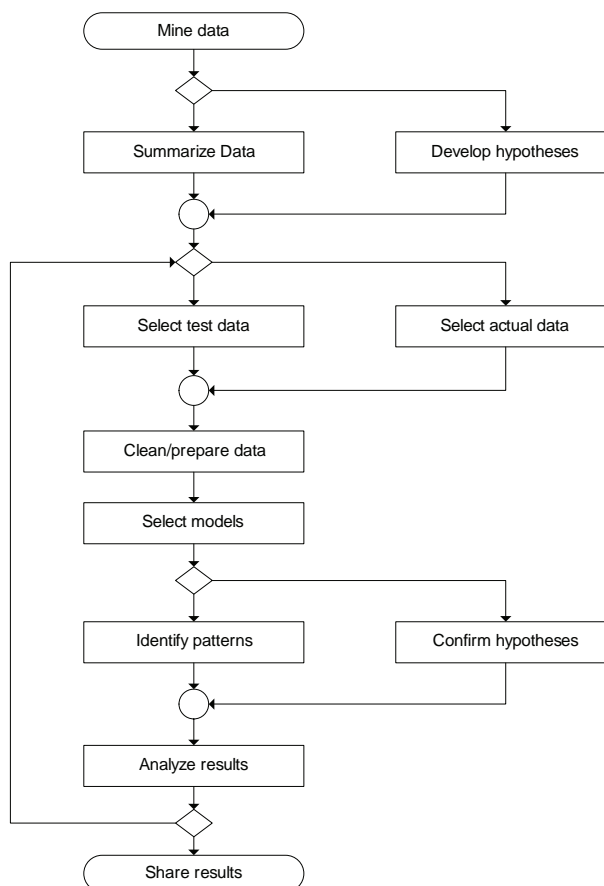 Mine data
Summarize Data
Develop hypotheses
Select test data
Select actual data
Clean/prepare data
Select models
Identify patterns
Confirm hypotheses
Analyze results
Share results